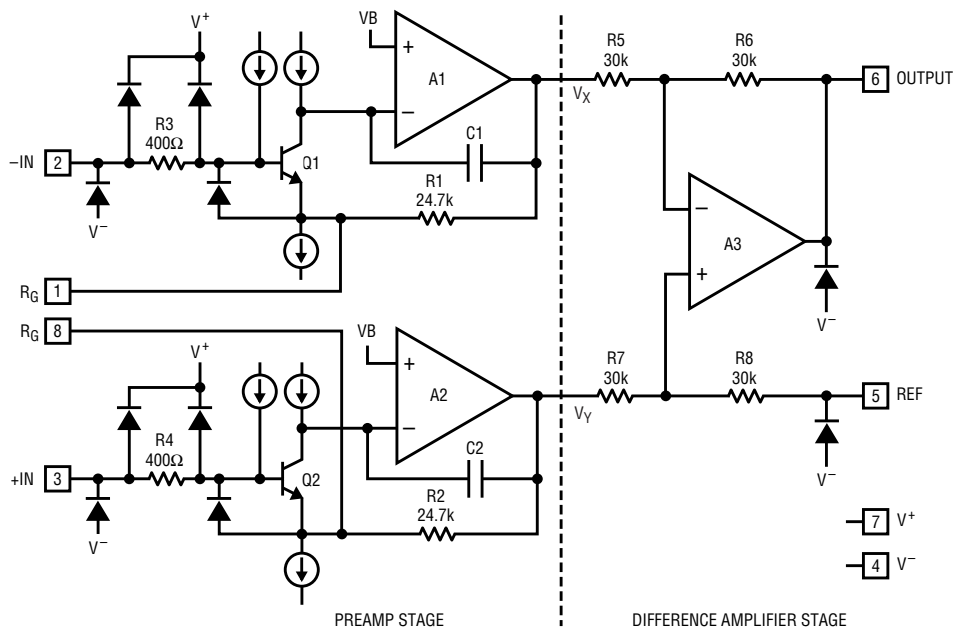 V+
VB
R5
30k
R6
30k
A1
6 OUTPUT
VX
R3
400Ω
C1
–IN 2
Q1
R1
24.7k
V–
A3
RG 1
RG 8
VB
V–
V+
R7
30k
R8
30k
A2
5 REF
VY
R4
400Ω
C2
+IN 3
Q2
R2
24.7k
V–
V–
7 V+
4 V–
PREAMP STAGE
DIFFERENCE AMPLIFIER STAGE